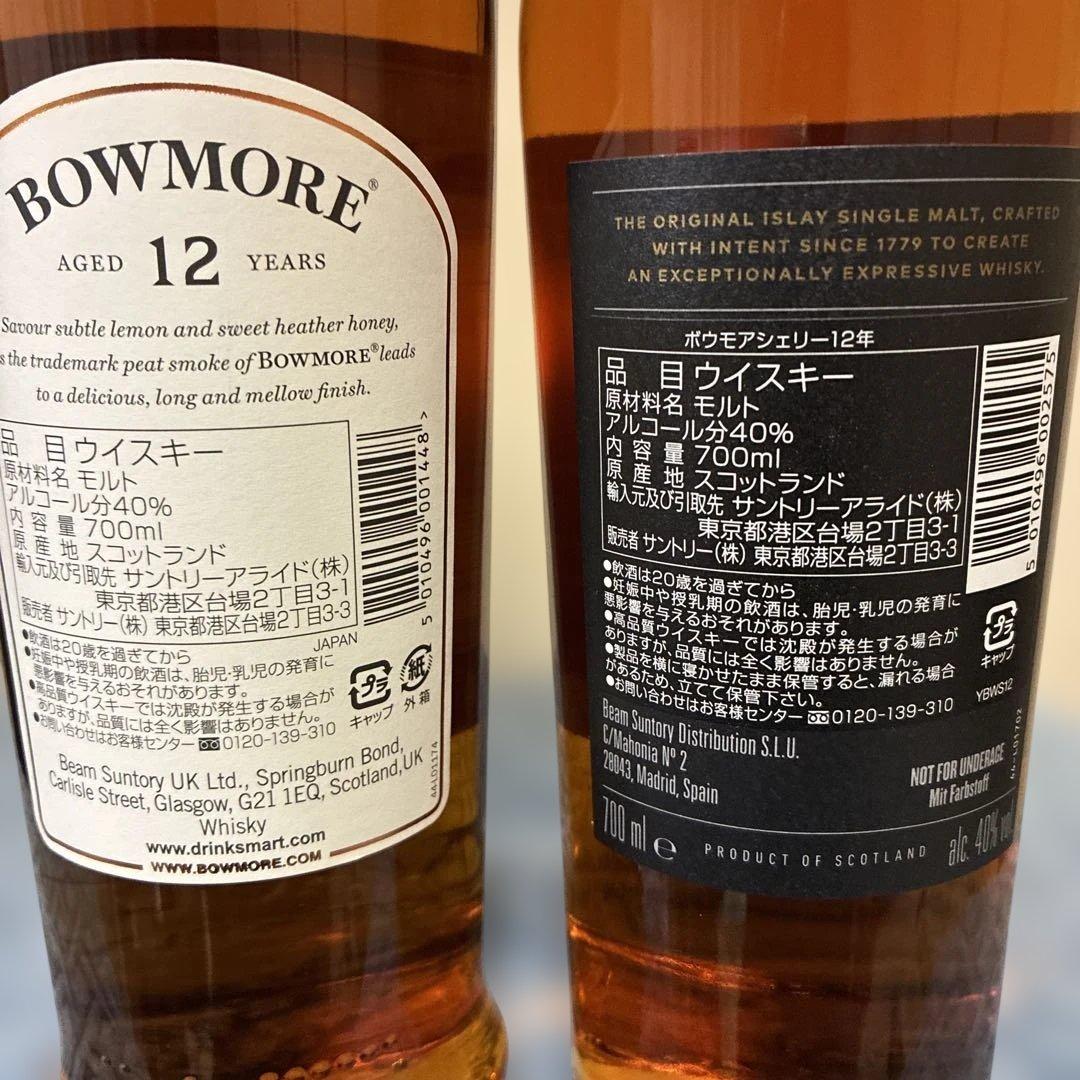 BOWMORE®
AGED 12 YEARS
Savour subtle lemon and sweet heather honey,
s the trademark peat smoke of BOWMORE® leads
to a delicious, long and mellow finish.
品 目 ウイスキー
原材料名 モルト
アルコール分40%
内容量 700ml
原産地 スコットランド
輸入元及び引取先 サントリーアライド(株)
東京都港区台場2丁目3-1
販売者 サントリー(株) 東京都港区台場2丁目3-3
JAPAN
●飲酒は20歳を過ぎてから
●妊娠中や授乳期の飲酒は、胎児・乳児の発育に
悪影響を与えるおそれがあります。
●高品質ウイスキーでは沈殿が発生する場合が
ありますが、品質には全く影響はありません。
●お問い合わせはお客様センター 0120-139-310
プラ
キャップ
紙
外箱
5 010496 001448 >
44-LD1174
Beam Suntory UK Ltd., Springburn Bond,
Carlisle Street, Glasgow, G21 1EQ, Scotland,UK
Whisky
www.drinksmart.com
WWW.BOWMORE.COM
THE ORIGINAL ISLAY SINGLE MALT, CRAFTED
WITH INTENT SINCE 1779 TO CREATE
AN EXCEPTIONALLY EXPRESSIVE WHISKY.
ボウモアシェリー12年
品 目 ウイスキー
原材料名 モルト
アルコール分40%
内容量 700ml
原産地 スコットランド
輸入元及び引取先 サントリーアライド(株)
東京都港区台場2丁目3-1
販売者 サントリー(株) 東京都港区台場2丁目3-3
●飲酒は20歳を過ぎてから
●妊娠中や授乳期の飲酒は、胎児・乳児の発育に
悪影響を与えるおそれがあります。
●高品質ウイスキーでは沈殿が発生する場合が
ありますが、品質には全く影響はありません。
●製品を横に寝かせたまま保管すると、漏れる場合
があるため、立てて保管下さい。
●お問い合わせはお客様センター 0120-139-310
5 010496 002575
プラ
キャップ
YBWS12
44-LD1702
Beam Suntory Distribution S.L.U.
C/Mahonia Nº 2
28043, Madrid, Spain
NOT FOR UNDERAGE
Mit Farbstoff
700 ml e
PRODUCT OF SCOTLAND
alc. 40% vol.